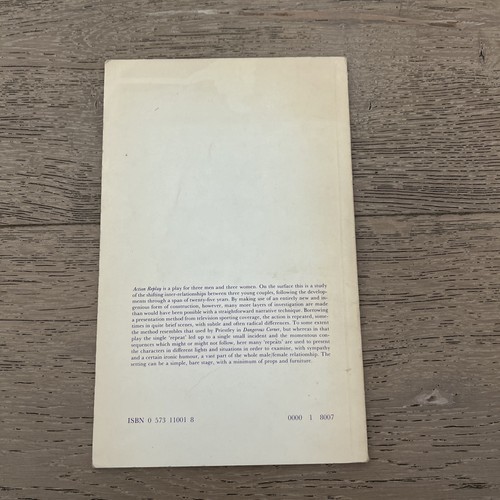 Action Replay is a play for three men and three women. On the surface this is a study
of the shifting inter-relationships between three young couples, following the develop-
ments through a span of twenty-five years. By making use of an entirely new and in-
genious form of construction, however, many more layers of investigation are made
than would have been possible with a straightforward narrative technique. Borrowing
a presentation method from television sporting coverage, the action is repeated, some-
times in quite brief scenes, with subtle and often radical differences. To some extent
the method resembles that used by Priestley in Dangerous Corner, but whereas in that
play the single 'repeat' led up to a single small incident and the momentous con-
sequences which might or might not follow, here many 'repeats' are used to present
the characters in different lights and situations in order to examine, with sympathy
and a certain ironic humour, a vast part of the whole male/female relationship. The
setting can be a simple, bare stage, with a minimum of props and furniture.
ISBN 0 573 11001 8 0000 1 8007